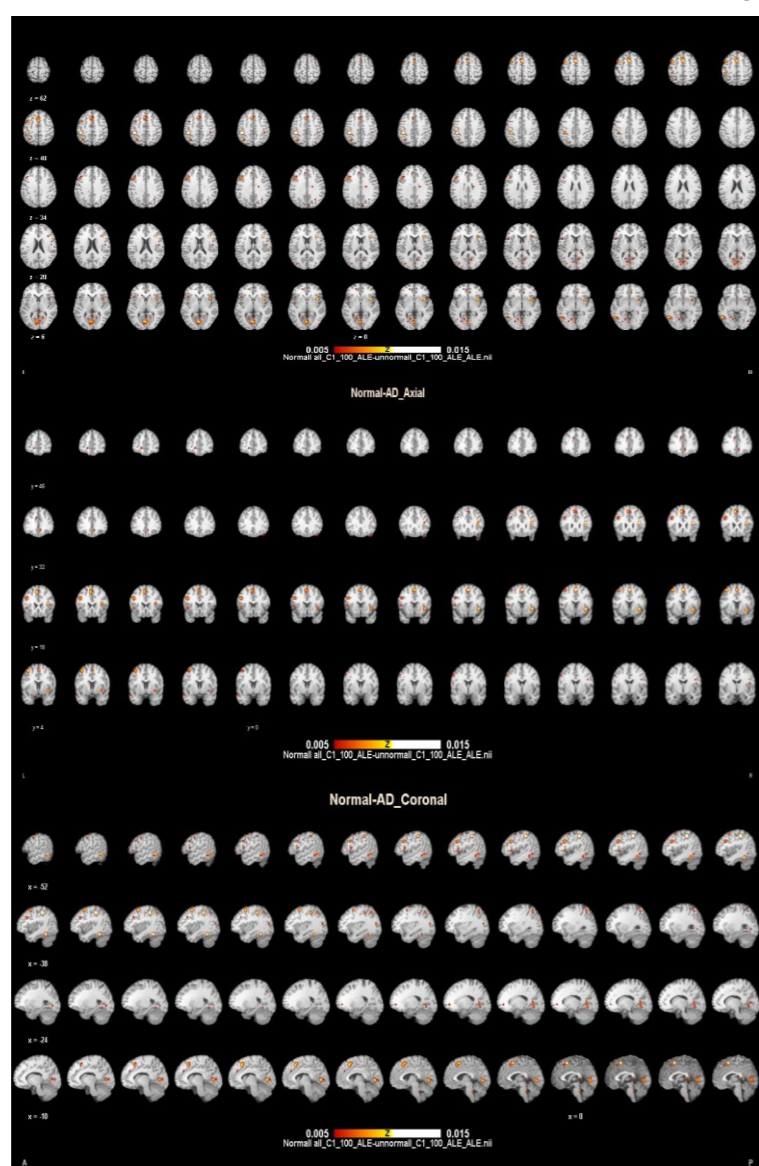 z = 62
z = 48
z = 34
z = 20
z = 6 z = 0
0.005 Z 0.015
Normall all_C1_100_ALE-unnormall_C1_100_ALE_ALE.nii
Normal-AD_Axial
y = 46
y = 32
y = 18
y = 4 y = 0
0.005 Z 0.015
Normall all_C1_100_ALE-unnormall_C1_100_ALE_ALE.nii
L R
Normal-AD_Coronal
x = -52
x = -38
x = -24
x = -10 x = 0
0.005 Z 0.015
Normall all_C1_100_ALE-unnormall_C1_100_ALE_ALE.nii
A P